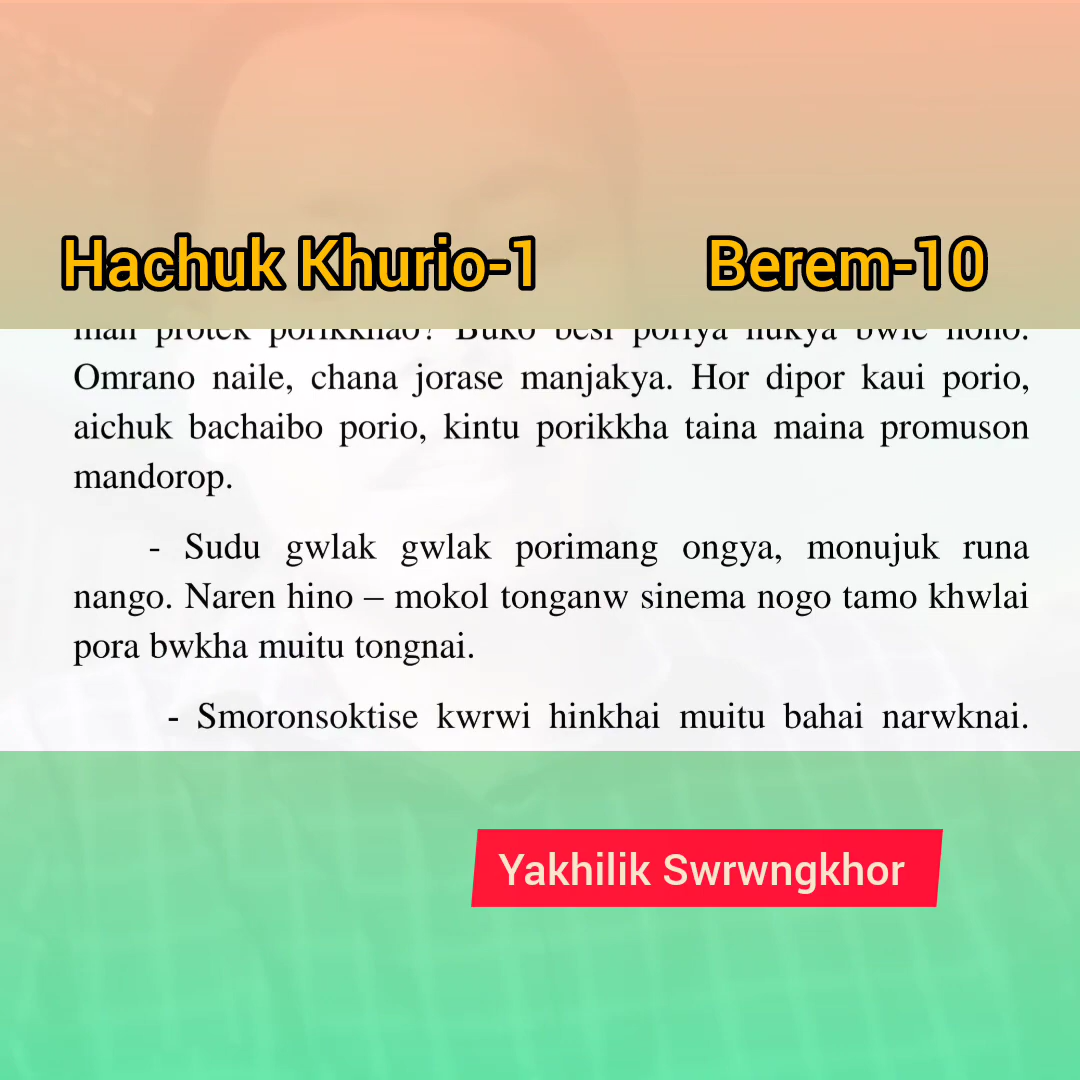 Hachuk Khurio-1 Berem-10
Omrano naile, chana jorase manjakya. Hor dipor kaui porio,
aichuk bachaibo porio, kintu porikkha taina maina promuson
mandorop.
- Sudu gwlak gwlak porimang ongya, monujuk runa
nango. Naren hino – mokol tonganw sinema nogo tamo khwlai
pora bwkha muitu tongnai.
- Smoronsoktise kwrwi hinkhai muitu bahai narwknai.
Yakhilik Swrwngkhor